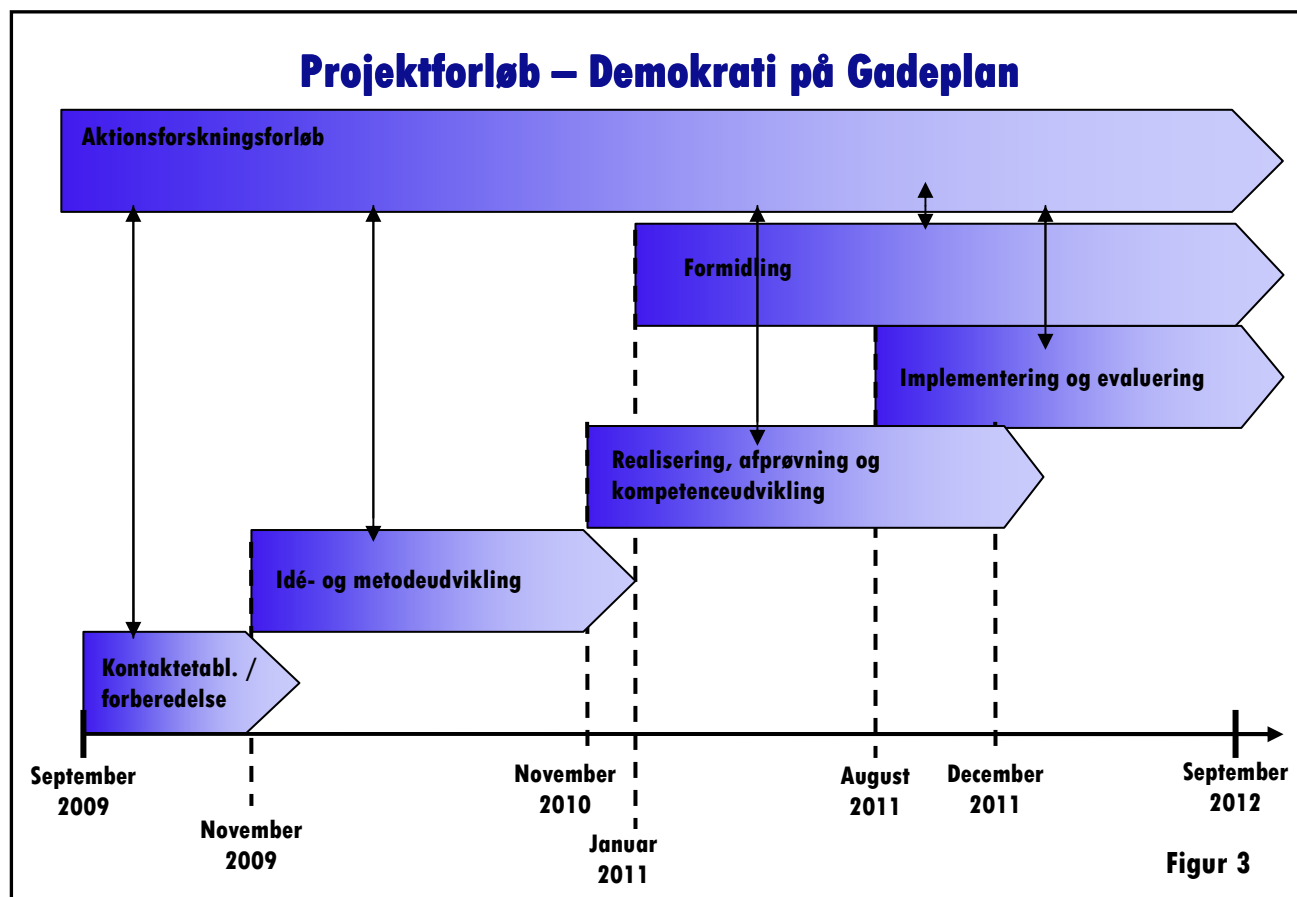 Projektforløb – Demokrati på Gadeplan
Aktionsforskningsforløb
Formidling
Implementering og evaluering
Realisering, afprøvning og
kompetenceudvikling
Idé- og metodeudvikling
Kontaktetabl. /
forberedelse
September
2009
November
2009
November
2010
Januar
2011
August
2011
December
2011
September
2012
Figur 3